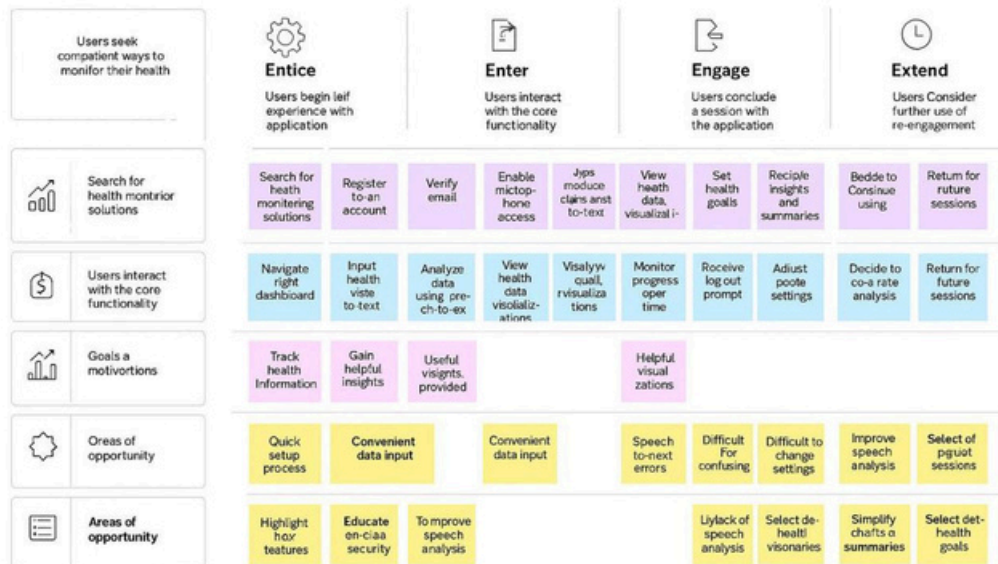 Users seek
compatient ways to
monifor their health
Entice
Users begin leif
experience with
application
Enter
Users interact
with the core
functionality
Engage
Users conclude
a session with
the application
Extend
Users Consider
further use of
re-engagement
Search for
health montrior
solutions
Search for
heath
monitering
solutions
Register
to-an
account
Verify
email
Enable
mictop-
hone
access
Jyps
moduce
clajns anst
to-text
View
heath
data,
visualizal i-
Set
health
goalls
Recip/e
insights
and
summaries
Bedde to
Consinue
using
Return for
ruture
sessions
Users interact
with the core
functionality
Navigate
right
dashboard
Input
health
viste
to-text
Analyze
data
using pre-
ch-to-ex
View
health
data
visolializ-
ations
Visalyw
quall,
rvisualiza
tions
Monitor
progress
oper
time
Roceive
log out
prompt
Adiust
poote
settings
Decide to
co-a rate
analysis
Return for
future
sessions
Goals a
motivortions
Track
health
Information
Gain
helpful
insights
Useful
visignts,
provided
Helpful
visual
zations
Oreas of
opportunity
Quick
setup
process
Convenient
data input
Convenient
data input
Speech
to-next
errors
Difficult
For
confusing
Difficult to
change
settings
Improve
speech
analysis
Select of
pguot
sessions
Areas of
opportunity
Highlight
hox
teatures
Educate
en-ciaa
security
To mprove
speech
analysis
Liylack of
speech
analysis
Select de-
healtl
visonaries
Simplify
chafts o
summaries
Select det-
health
goals